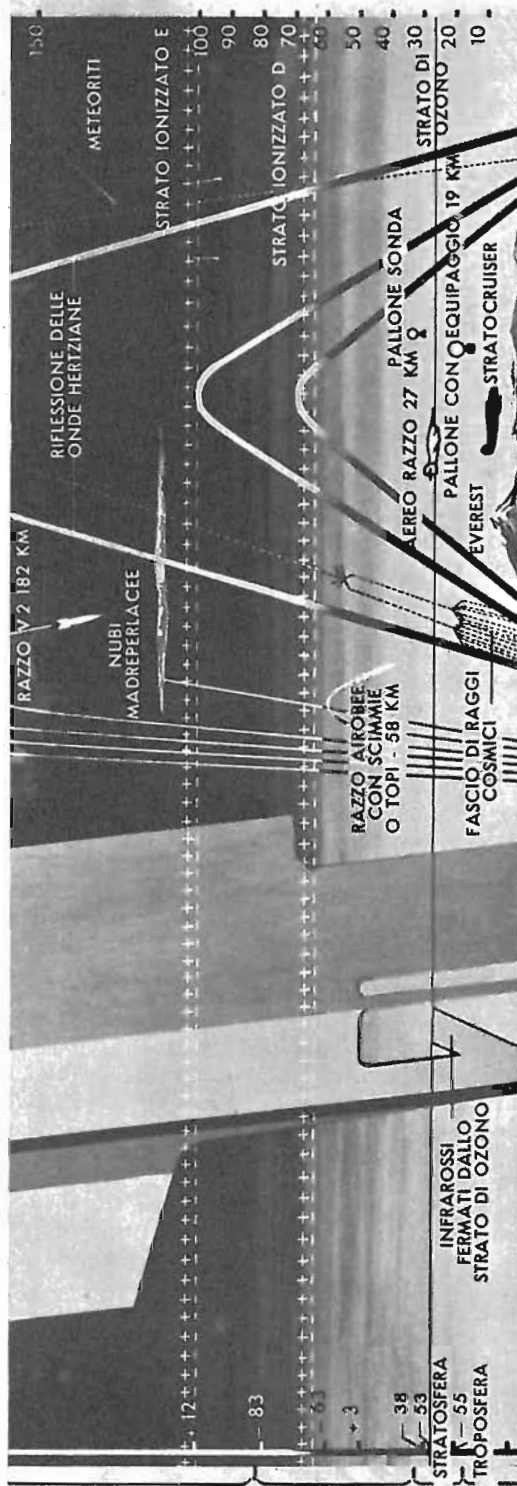 150
METEORITI
STRATO IONIZZATO E
100
90
80
70
STRATO IONIZZATO D
60
50
40
30
STRATO DI
OZONO
20
10
RIFLESSIONE DELLE
ONDE HERTZIANE
RAZZO V2 182 KM
NUBI
MADREPERLACEE
PALLONE SONDA
AEREO RAZZO 27 KM
PALLONE CON EQUIPAGGIO 19 KM
STRATOCRUISER
EVEREST
RAZZO AIROBEE
CON SCIMMIE
O TOPI - 58 KM
FASCIO DI RAGGI
COSMICI
INFRAROSSI
FERMATI DALLO
STRATO DI OZONO
+ 12
- 83
- 63
+ 3
- 38
- 53
STRATOSFERA
TROPOSFERA
- 55